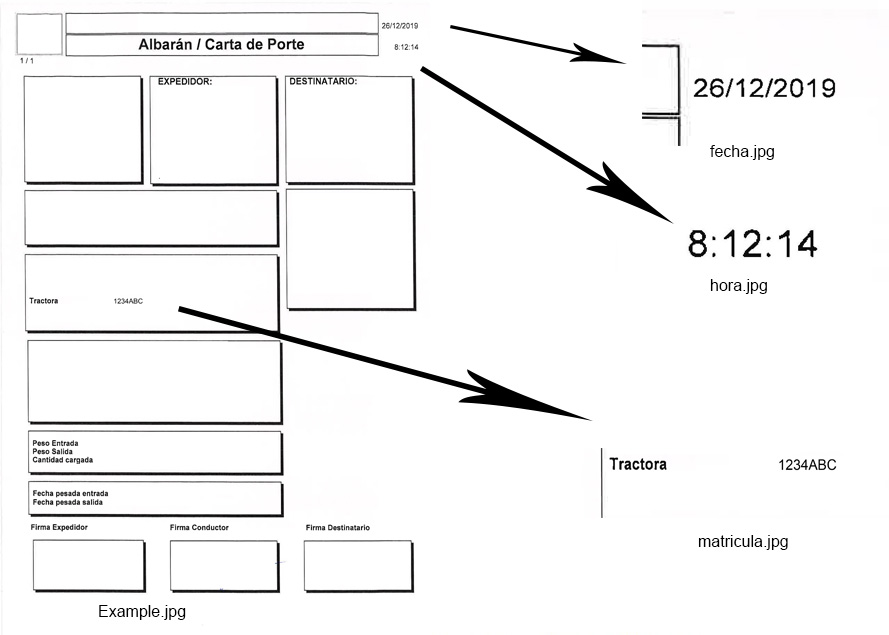 26/12/2019
Albarán / Carta de Porte
8:12:14
1 / 1
EXPEDIDOR:
DESTINATARIO:
Tractora 1234ABC
Peso Entrada
Peso Salida
Cantidad cargada
Fecha pesada entrada
Fecha pesada salida
Firma Expedidor
Firma Conductor
Firma Destinatario
Example.jpg
26/12/2019
fecha.jpg
8:12:14
hora.jpg
Tractora 1234ABC
matricula.jpg